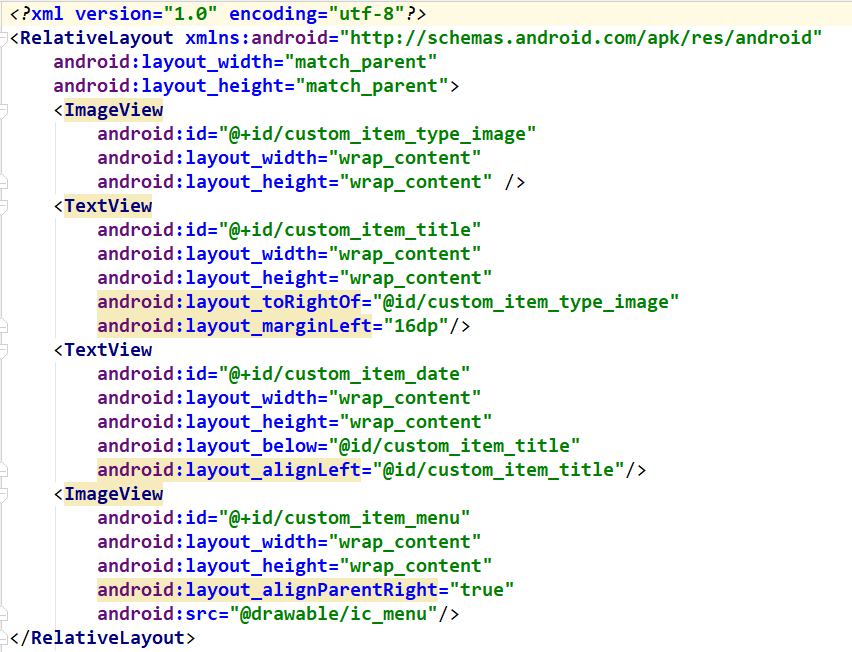 <?xml version="1.0" encoding="utf-8"?>
<RelativeLayout xmlns:android="http://schemas.android.com/apk/res/android"
    android:layout_width="match_parent"
    android:layout_height="match_parent">
    <ImageView
        android:id="@+id/custom_item_type_image"
        android:layout_width="wrap_content"
        android:layout_height="wrap_content" />
    <TextView
        android:id="@+id/custom_item_title"
        android:layout_width="wrap_content"
        android:layout_height="wrap_content"
        android:layout_toRightOf="@id/custom_item_type_image"
        android:layout_marginLeft="16dp"/>
    <TextView
        android:id="@+id/custom_item_date"
        android:layout_width="wrap_content"
        android:layout_height="wrap_content"
        android:layout_below="@id/custom_item_title"
        android:layout_alignLeft="@id/custom_item_title"/>
    <ImageView
        android:id="@+id/custom_item_menu"
        android:layout_width="wrap_content"
        android:layout_height="wrap_content"
        android:layout_alignParentRight="true"
        android:src="@drawable/ic_menu"/>
</RelativeLayout>